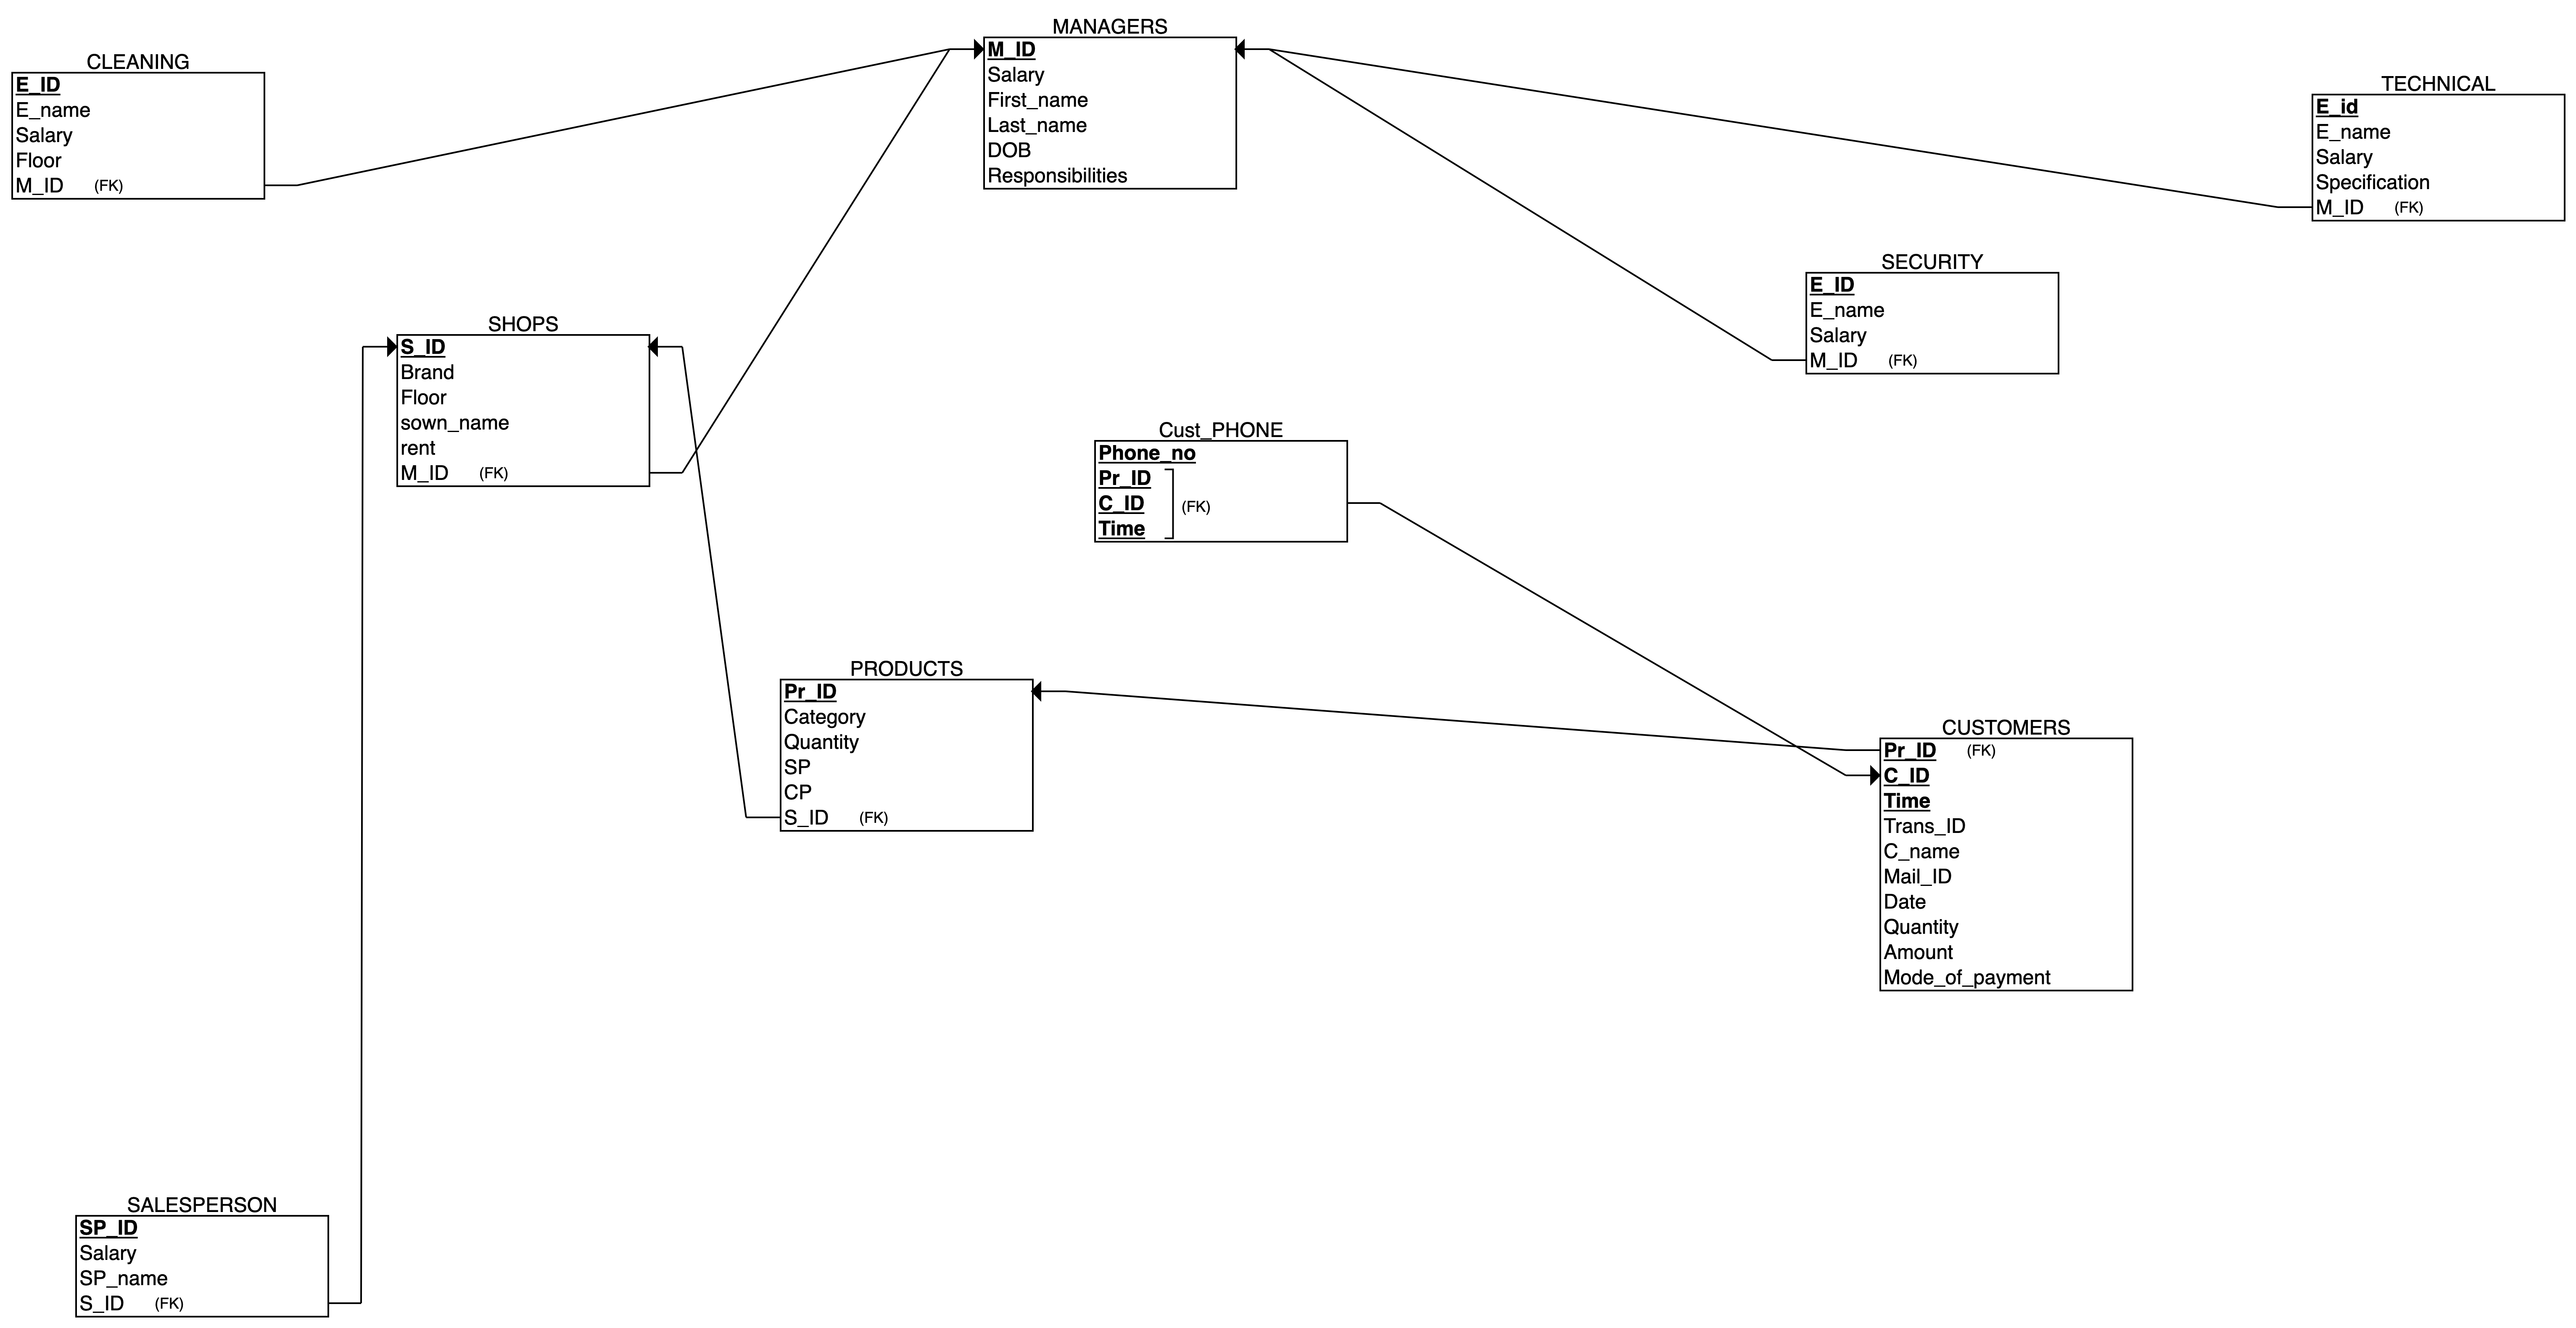 MANAGERS
M_ID
Salary
First_name
Last_name
DOB
Responsibilities
CLEANING
E_ID
E_name
Salary
Floor
M_ID (FK)
TECHNICAL
E_id
E_name
Salary
Specification
M_ID (FK)
SECURITY
E_ID
E_name
Salary
M_ID (FK)
SHOPS
S_ID
Brand
Floor
sown_name
rent
M_ID (FK)
Cust_PHONE
Phone_no
Pr_ID
C_ID (FK)
Time
PRODUCTS
Pr_ID
Category
Quantity
SP
CP
S_ID (FK)
CUSTOMERS
Pr_ID (FK)
C_ID
Time
Trans_ID
C_name
Mail_ID
Date
Quantity
Amount
Mode_of_payment
SALESPERSON
SP_ID
Salary
SP_name
S_ID (FK)